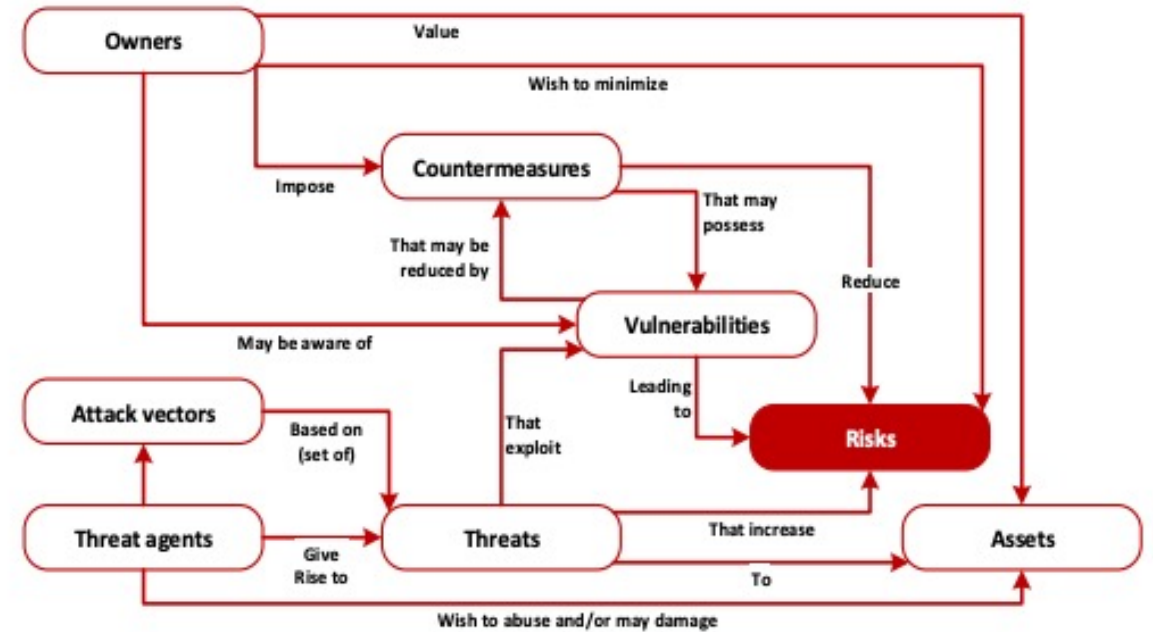 Owners
Value
Wish to minimize
Countermeasures
Impose
That may
possess
That may be
reduced by
Reduce
Vulnerabilities
May be aware of
Leading
to
Attack vectors
Based on
(set of)
That
exploit
Risks
Threat agents
Give
Rise to
Threats
That increase
To
Assets
Wish to abuse and/or may damage